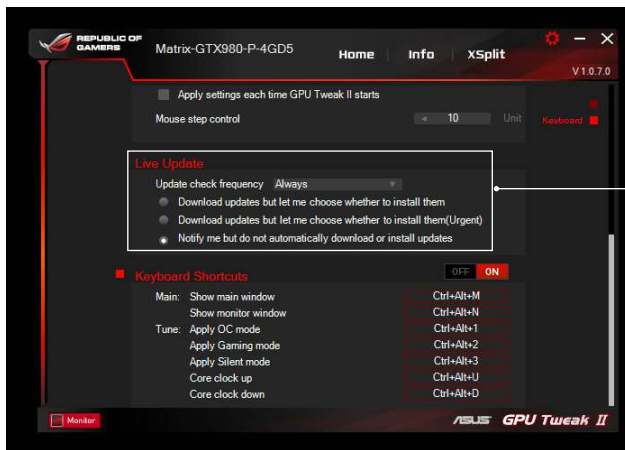 REPUBLIC OF
GAMERS
Matrix-GTX980-P-4GD5
Home
Info
XSplit
V 1.0.7.0
Apply settings each time GPU Tweak II starts
Mouse step control
10
Unit
Keyboard
Live Update
Update check frequency Always
Download updates but let me choose whether to install them
Download updates but let me choose whether to install them(Urgent)
Notify me but do not automatically download or install updates
Keyboard Shortcuts
OFF ON
Main: Show main window Ctrl+Alt+M
Show monitor window Ctrl+Alt+N
Tune: Apply OC mode Ctrl+Alt+1
Apply Gaming mode Ctrl+Alt+2
Apply Silent mode Ctrl+Alt+3
Core clock up Ctrl+Alt+U
Core clock down Ctrl+Alt+D
Monitor
ASUS GPU Tweak II